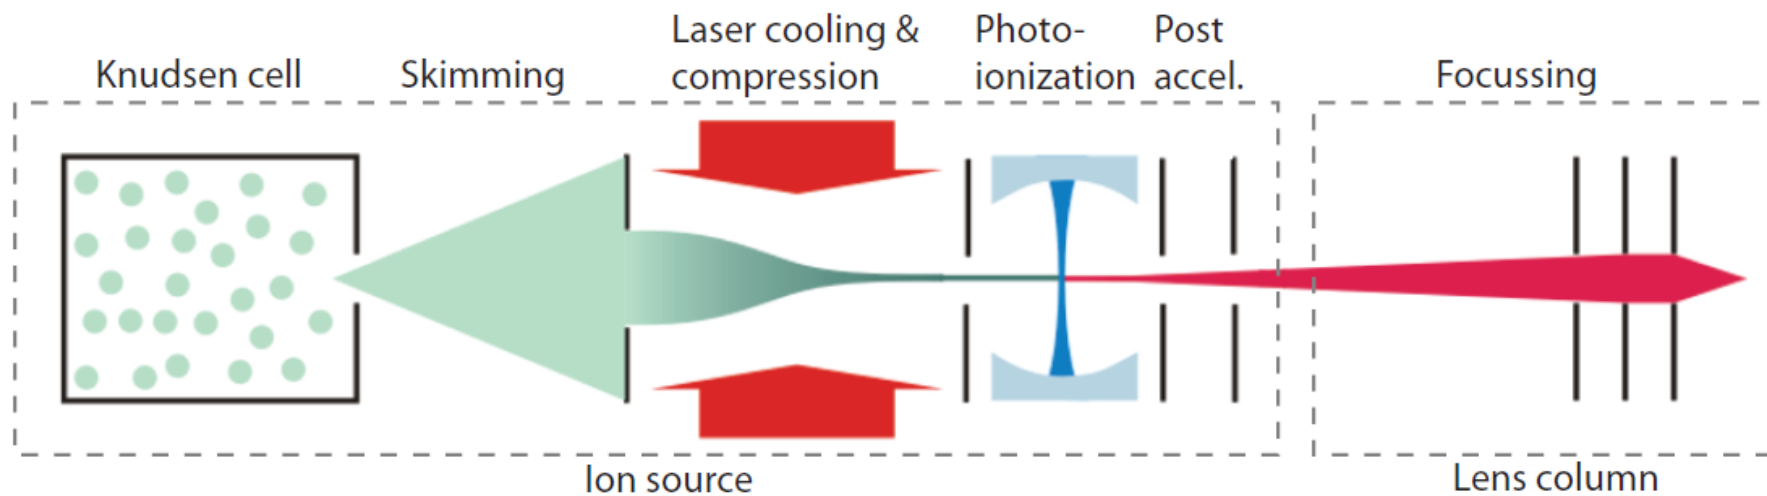 Knudsen cell
Skimming
Laser cooling &
compression
Photo-
ionization
Post
accel.
Focussing
Ion source
Lens column